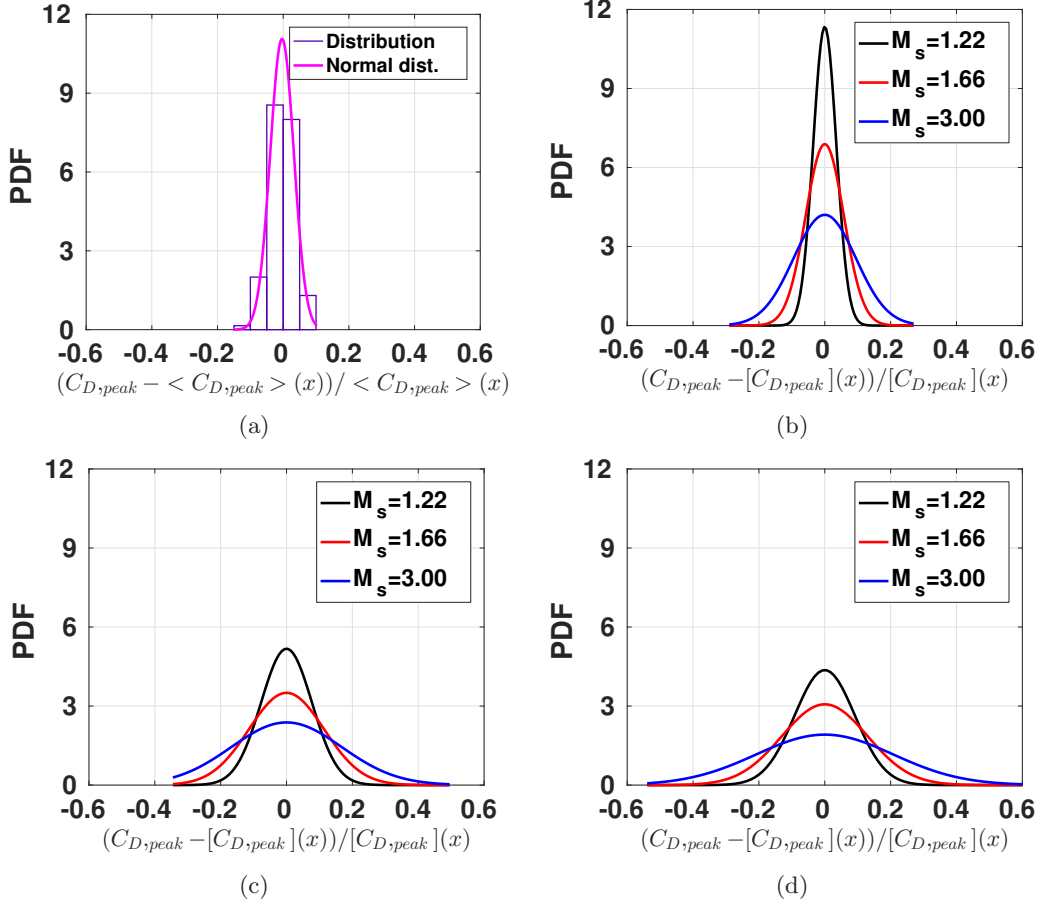 12
9
6
3
0
PDF
Distribution
Normal dist.
-0.6 -0.4 -0.2 0 0.2 0.4 0.6
(C_{D,peak} − < C_{D,peak} > (x))/ < C_{D,peak} > (x)
(a)
12
9
6
3
0
PDF
M_s=1.22
M_s=1.66
M_s=3.00
-0.6 -0.4 -0.2 0 0.2 0.4 0.6
(C_{D,peak} −[C_{D,peak}](x))/[C_{D,peak}](x)
(b)
12
9
6
3
0
PDF
M_s=1.22
M_s=1.66
M_s=3.00
-0.6 -0.4 -0.2 0 0.2 0.4 0.6
(C_{D,peak} −[C_{D,peak}](x))/[C_{D,peak}](x)
(c)
12
9
6
3
0
PDF
M_s=1.22
M_s=1.66
M_s=3.00
-0.6 -0.4 -0.2 0 0.2 0.4 0.6
(C_{D,peak} −[C_{D,peak}](x))/[C_{D,peak}](x)
(d)